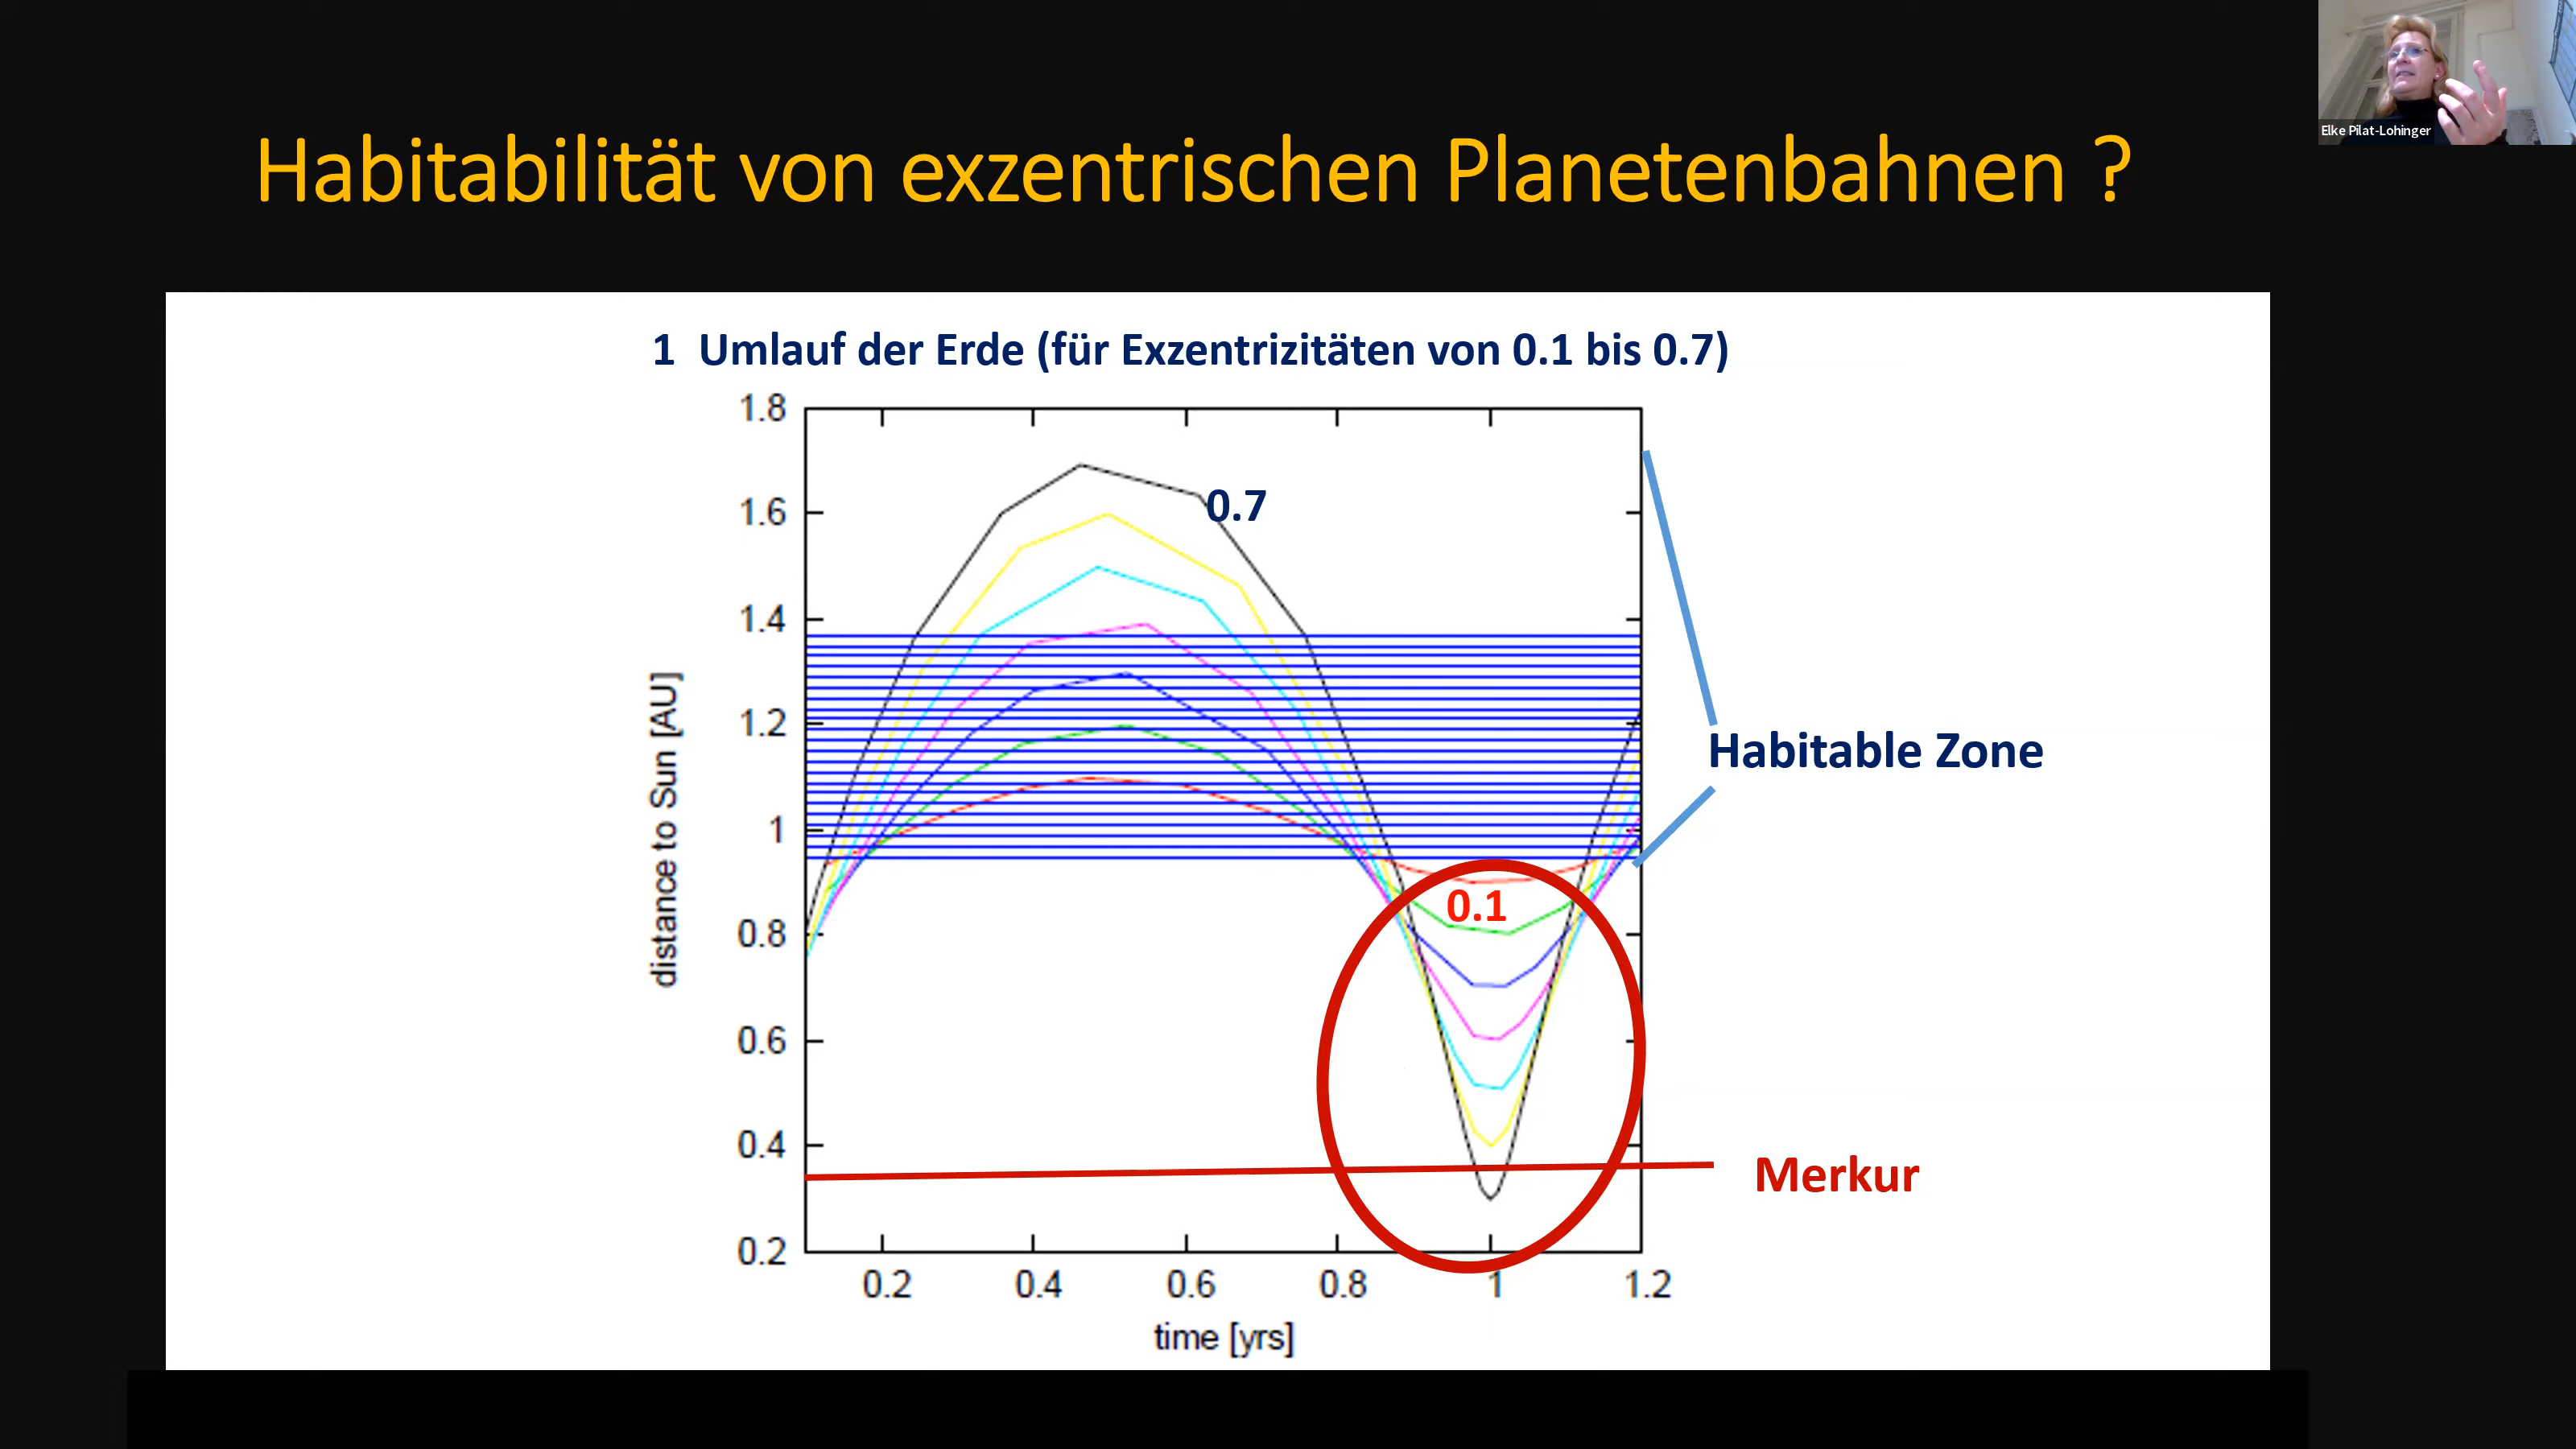 Elke Pilat-Lohinger
Habitabilität von exzentrischen Planetenbahnen ?
1 Umlauf der Erde (für Exzentrizitäten von 0.1 bis 0.7)
1.8
1.6
1.4
1.2
1
0.8
0.6
0.4
0.2
distance to Sun [AU]
0.7
0.1
Habitable Zone
Merkur
0.2 0.4 0.6 0.8 1 1.2
time [yrs]